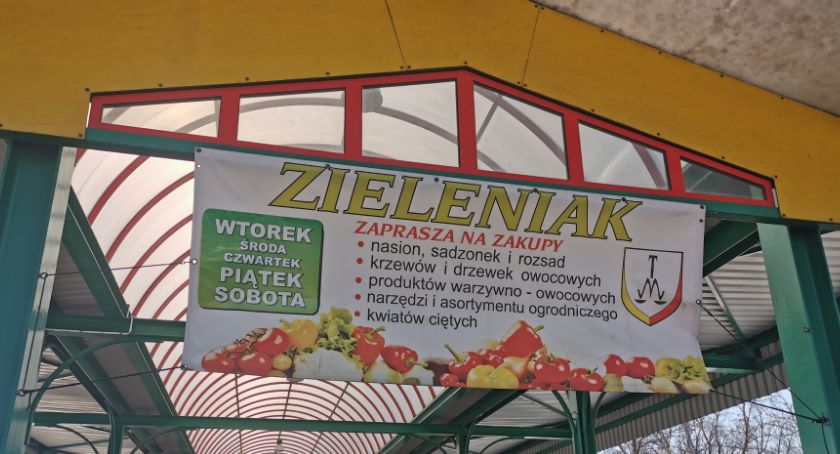 ZIELENIAK
ZAPRASZA NA ZAKUPY
WTOREK
ŚRODA
CZWARTEK
PIĄTEK
SOBOTA
• nasion, sadzonek i rozsad
• krzewów i drzewek owocowych
• produktów warzywno - owocowych
• narzędzi i asortymentu ogrodniczego
• kwiatów ciętych